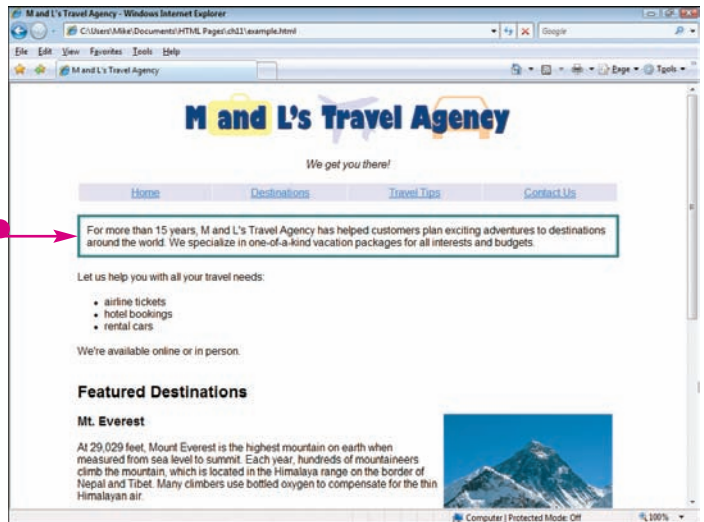 M and L's Travel Agency - Windows Internet Explorer
C:\Users\Mike\Documents\HTML Pages\ch11\example.html
Google
File Edit View Favorites Tools Help
M and L's Travel Agency
Page Tools
M and L's Travel Agency
We get you there!
Home Destinations Travel Tips Contact Us
For more than 15 years, M and L's Travel Agency has helped customers plan exciting adventures to destinations
around the world. We specialize in one-of-a-kind vacation packages for all interests and budgets.
Let us help you with all your travel needs:
• airline tickets
• hotel bookings
• rental cars
We're available online or in person.
Featured Destinations
Mt. Everest
At 29,029 feet, Mount Everest is the highest mountain on earth when
measured from sea level to summit. Each year, hundreds of mountaineers
climb the mountain, which is located in the Himalaya range on the border of
Nepal and Tibet. Many climbers use bottled oxygen to compensate for the thin
Himalayan air.
Computer | Protected Mode: Off 100%